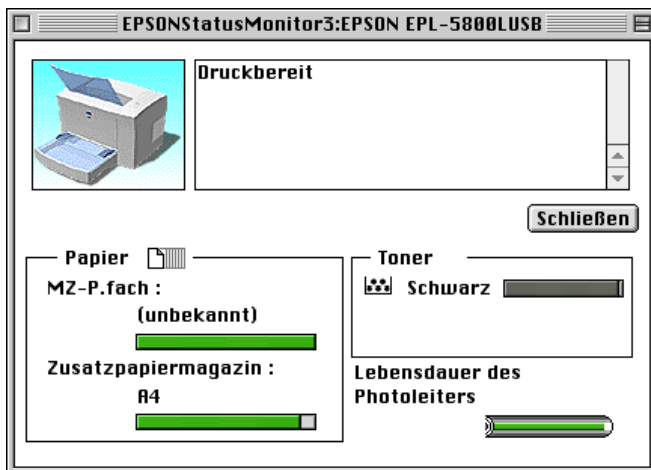 EPSONStatusMonitor3:EPSON EPL-5800LUSB
Druckbereit
Schließen
Papier
MZ-P.fach :
(unbekannt)
Zusatzpapiermagazin :
A4
Toner
Schwarz
Lebensdauer des
Photoleiters